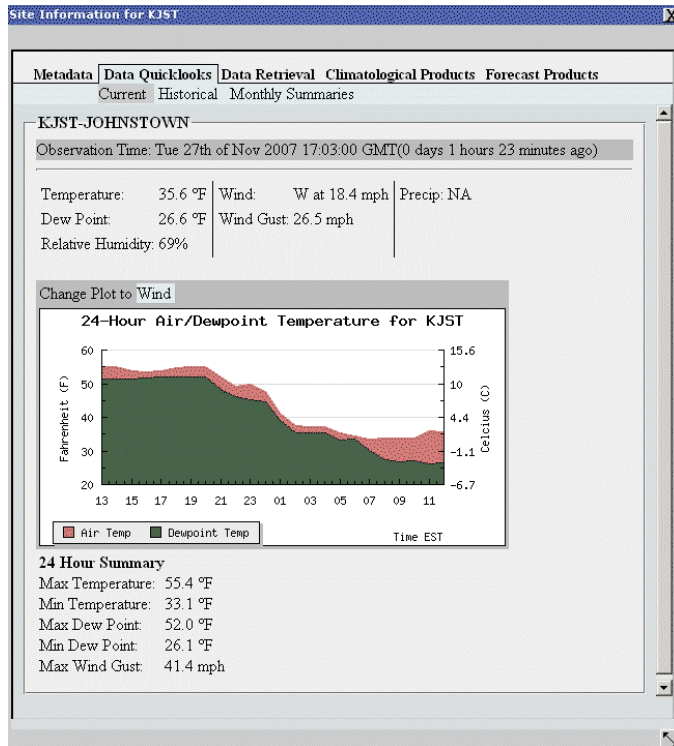 Site Information for KJST
X
Metadata Data Quicklooks Data Retrieval Climatological Products Forecast Products
Current Historical Monthly Summaries
KJST-JOHNSTOWN
Observation Time: Tue 27th of Nov 2007 17:03:00 GMT(0 days 1 hours 23 minutes ago)
Temperature: 35.6 ºF Wind: W at 18.4 mph Precip: NA
Dew Point: 26.6 ºF Wind Gust: 26.5 mph
Relative Humidity: 69%
Change Plot to Wind
24-Hour Air/Dewpoint Temperature for KJST
60 15.6
50 10
40 4.4
30 -1.1
20 -6.7
Fahrenheit (F)
Celcius (C)
13 15 17 19 21 23 01 03 05 07 09 11
Air Temp Dewpoint Temp Time EST
24 Hour Summary
Max Temperature: 55.4 ºF
Min Temperature: 33.1 ºF
Max Dew Point: 52.0 ºF
Min Dew Point: 26.1 ºF
Max Wind Gust: 41.4 mph